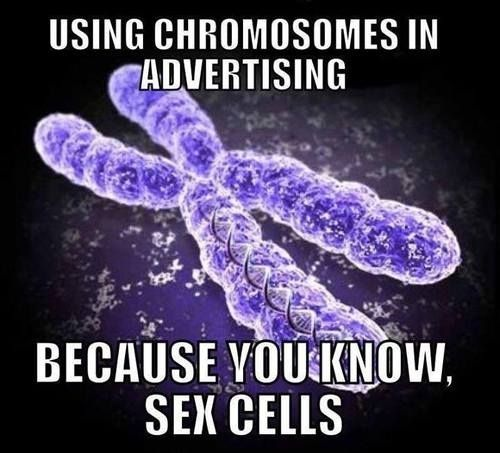 USING CHROMOSOMES IN
ADVERTISING
BECAUSE YOU KNOW,
SEX CELLS